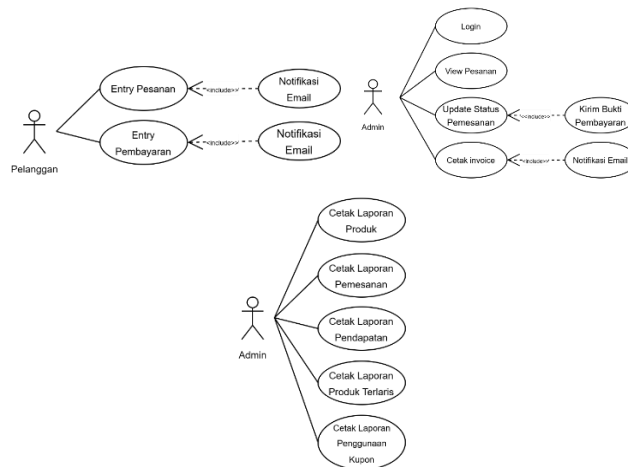 Entry Pesanan
<<include>>
Notifikasi
Email
Entry
Pembayaran
<<include>>
Notifikasi
Email
Pelanggan
Login
View Pesanan
Update Status
Pemesanan
<<include>>
Kirim Bukti
Pembayaran
Cetak invoice
<<include>>
Notifikasi Email
Admin
Cetak Laporan
Produk
Cetak Laporan
Pemesanan
Cetak Laporan
Pendapatan
Cetak Laporan
Produk Terlaris
Cetak Laporan
Penggunaan
Kupon
Admin